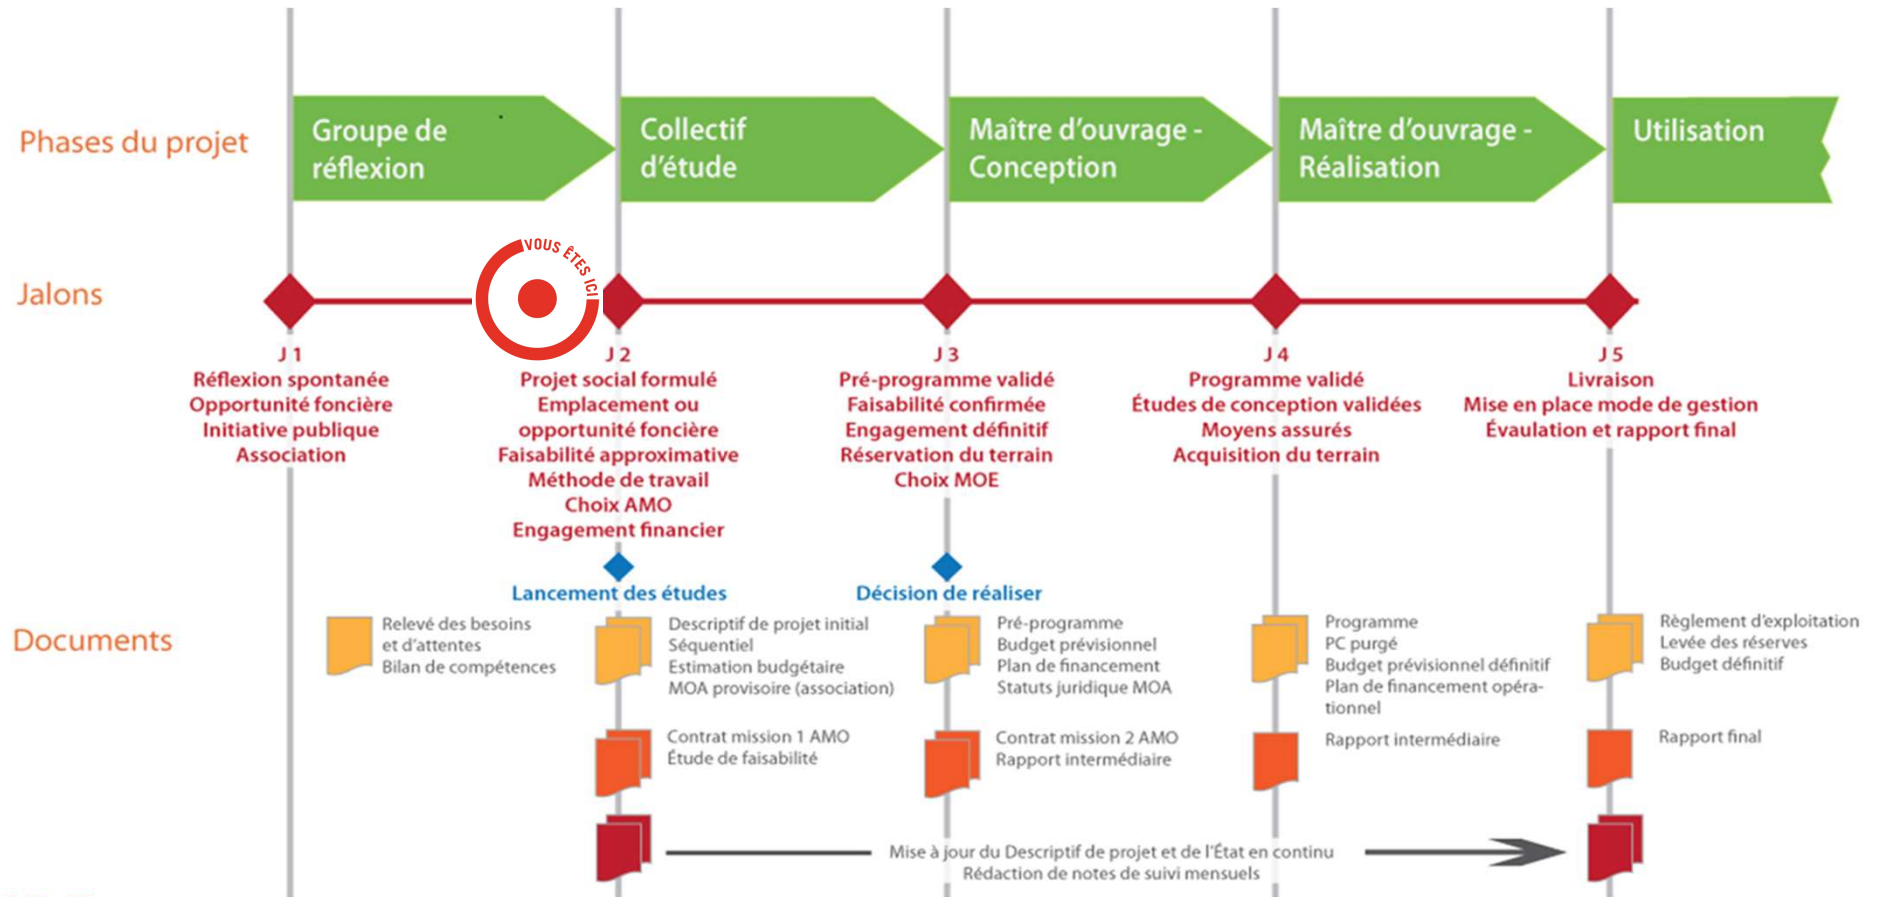 Phases du projet
Groupe de
réflexion
Collectif
d'étude
Maître d'ouvrage -
Conception
Maître d'ouvrage -
Réalisation
Utilisation
Jalons
VOUS ÊTES ICI
J 1
Réflexion spontanée
Opportunité foncière
Initiative publique
Association
J 2
Projet social formulé
Emplacement ou
opportunité foncière
Faisabilité approximative
Méthode de travail
Choix AMO
Engagement financier
Lancement des études
J 3
Pré-programme validé
Faisabilité confirmée
Engagement définitif
Réservation du terrain
Choix MOE
Décision de réaliser
J 4
Programme validé
Études de conception validées
Moyens assurés
Acquisition du terrain
J 5
Livraison
Mise en place mode de gestion
Évaulation et rapport final
Documents
Relevé des besoins
et d'attentes
Bilan de compétences
Descriptif de projet initial
Séquentiel
Estimation budgétaire
MOA provisoire (association)
Contrat mission 1 AMO
Étude de faisabilité
Pré-programme
Budget prévisionnel
Plan de financement
Statuts juridique MOA
Contrat mission 2 AMO
Rapport intermédiaire
Programme
PC purgé
Budget prévisionnel définitif
Plan de financement opéra-
tionnel
Rapport intermédiaire
Règlement d'exploitation
Levée des réserves
Budget définitif
Rapport final
Mise à jour du Descriptif de projet et de l'État en continu
Rédaction de notes de suivi mensuels